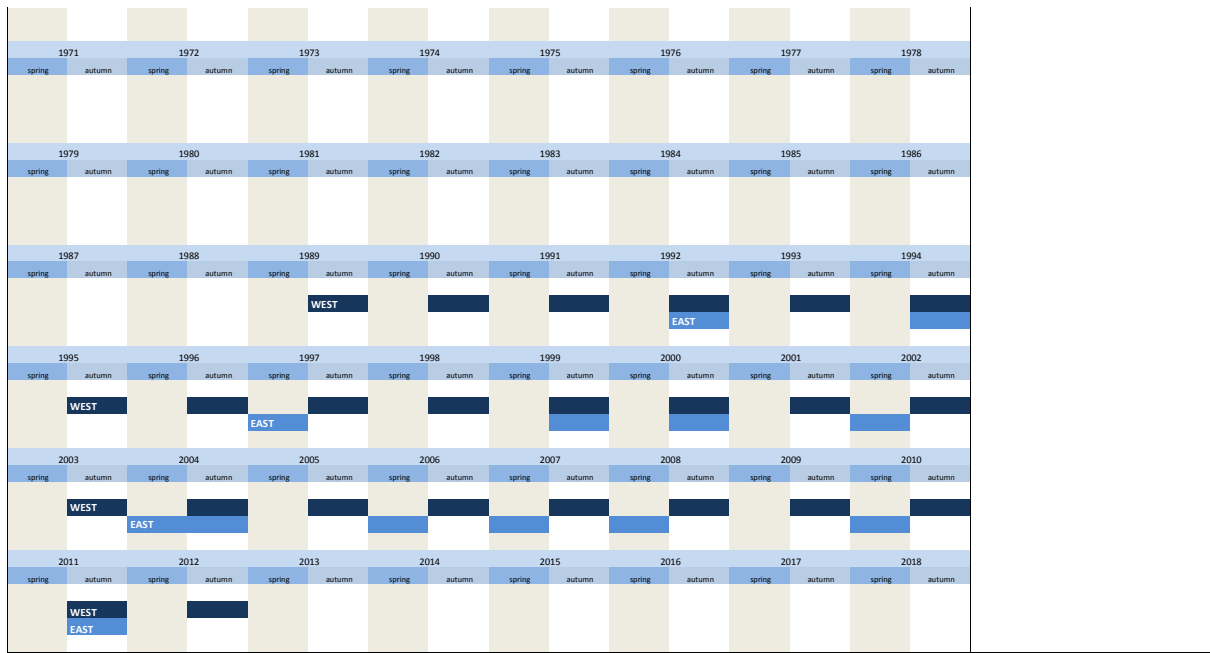 1971 1972 1973 1974 1975 1976 1977 1978
spring autumn spring autumn spring autumn spring autumn spring autumn spring autumn spring autumn spring autumn
1979 1980 1981 1982 1983 1984 1985 1986
spring autumn spring autumn spring autumn spring autumn spring autumn spring autumn spring autumn spring autumn
1987 1988 1989 1990 1991 1992 1993 1994
spring autumn spring autumn spring autumn spring autumn spring autumn spring autumn spring autumn spring autumn
WEST
EAST
1995 1996 1997 1998 1999 2000 2001 2002
spring autumn spring autumn spring autumn spring autumn spring autumn spring autumn spring autumn spring autumn
WEST
EAST
2003 2004 2005 2006 2007 2008 2009 2010
spring autumn spring autumn spring autumn spring autumn spring autumn spring autumn spring autumn spring autumn
WEST
EAST
2011 2012 2013 2014 2015 2016 2017 2018
spring autumn spring autumn spring autumn spring autumn spring autumn spring autumn spring autumn spring autumn
WEST
EAST